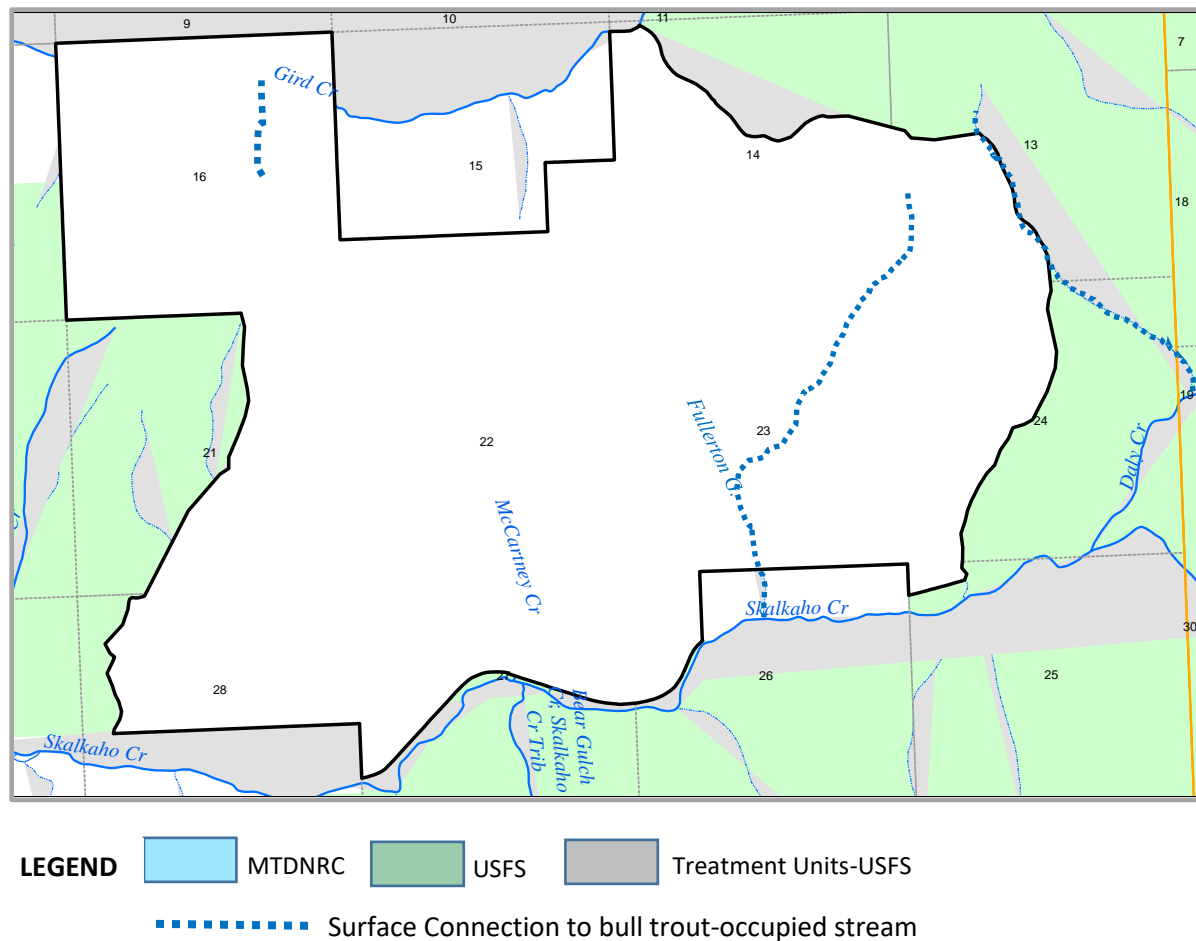 9
10
11
7
Gird Cr
16
15
14
13
18
21
22
23
24
19
Fullerton G.
McCartney Cr
Daly Cr
Skalkaho Cr
30
28
26
25
Bear Gulch
Cr, Skalkaho
Cr Trib
Skalkaho Cr
LEGEND MTDNRC USFS Treatment Units-USFS
Surface Connection to bull trout-occupied stream